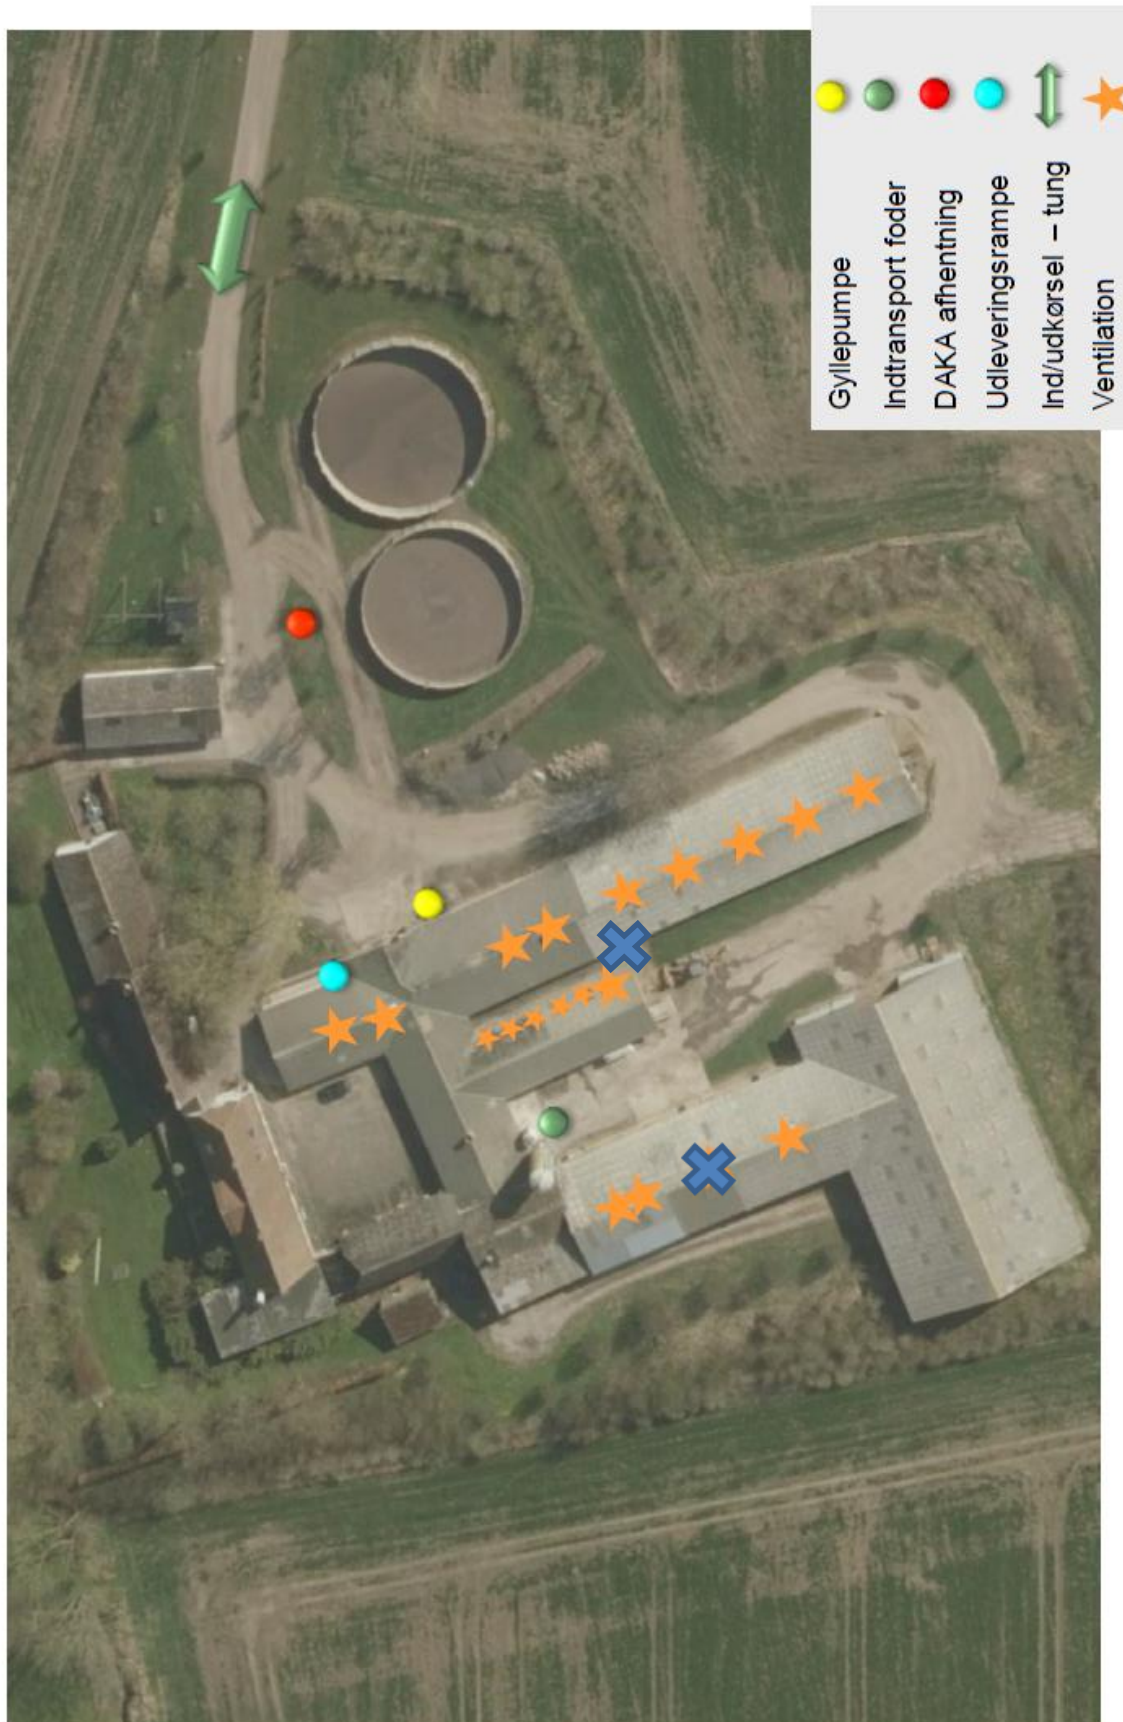 Gyllepumpe
Indtransport foder
DAKA afhentning
Udleveringsrampe
Ind/udkørsel – tung
Ventilation